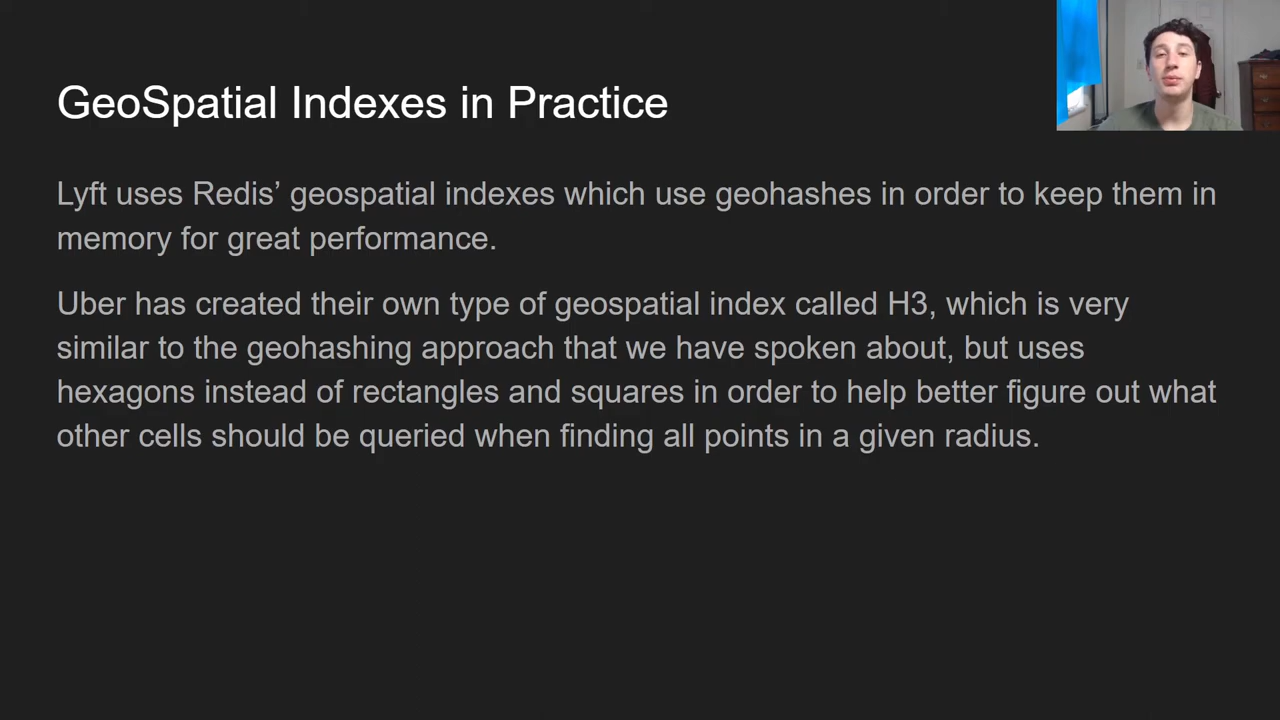 GeoSpatial Indexes in Practice
Lyft uses Redis’ geospatial indexes which use geohashes in order to keep them in
memory for great performance.
Uber has created their own type of geospatial index called H3, which is very
similar to the geohashing approach that we have spoken about, but uses
hexagons instead of rectangles and squares in order to help better figure out what
other cells should be queried when finding all points in a given radius.